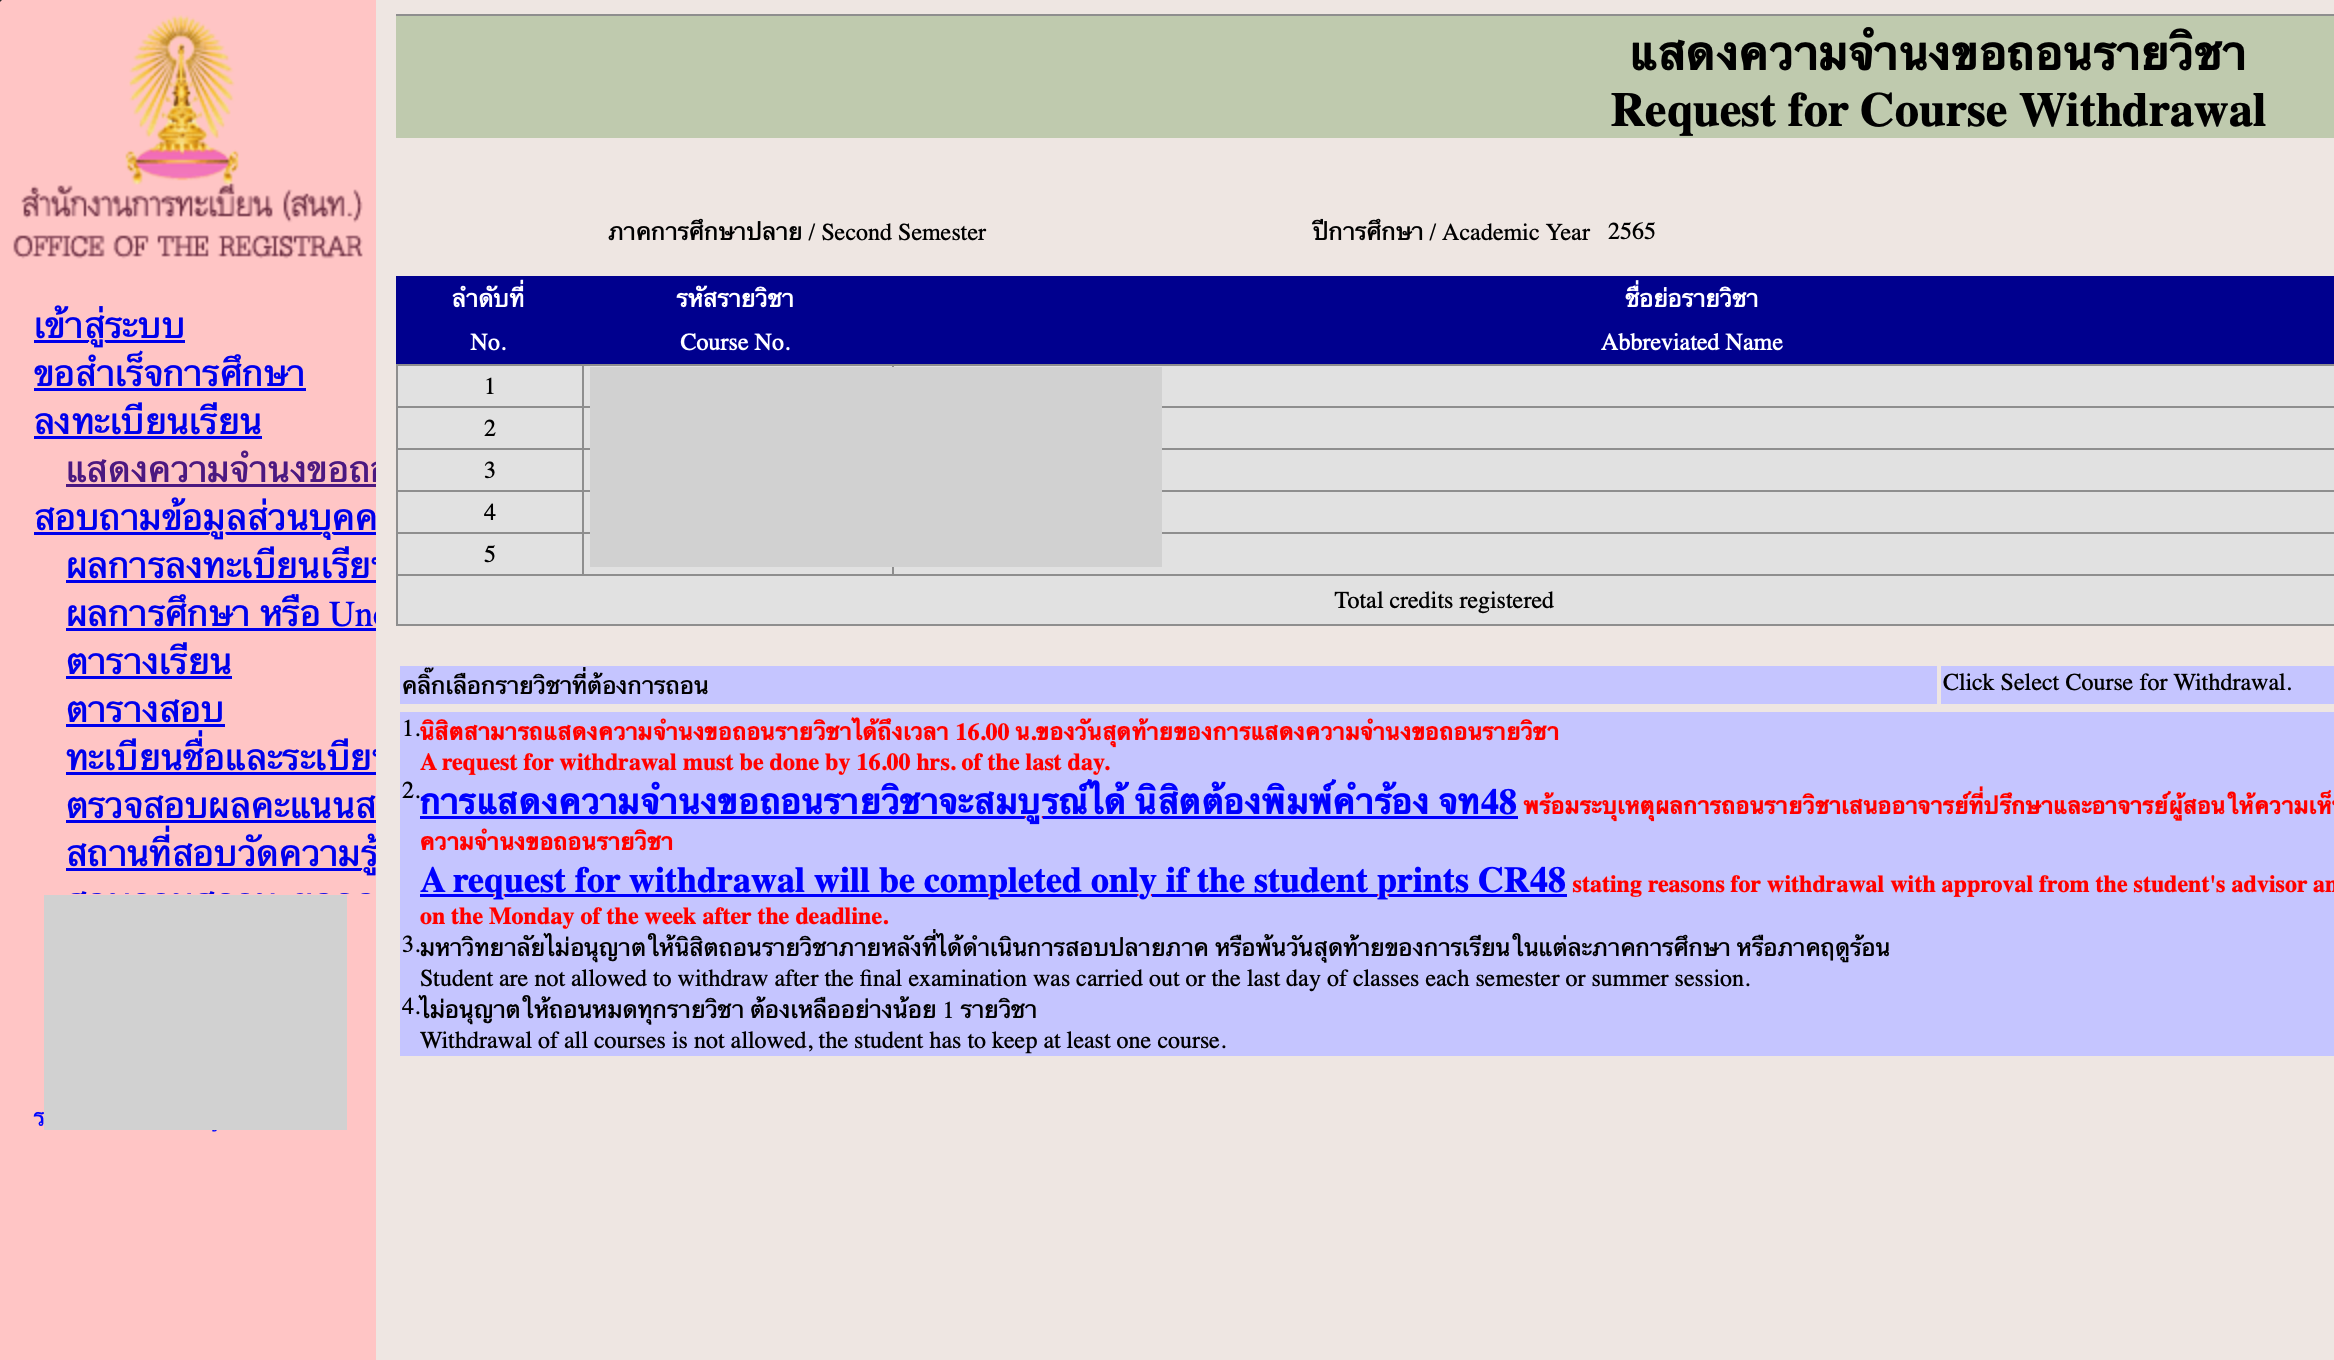 สำนักงานการทะเบียน (สนท.)
OFFICE OF THE REGISTRAR
เข้าสู่ระบบ
ขอสำเร็จการศึกษา
ลงทะเบียนเรียน
แสดงความจำนงขอถอ
สอบถามข้อมูลส่วนบุคค
ผลการลงทะเบียนเรีย
ผลการศึกษา หรือ Un
ตารางเรียน
ตารางสอบ
ทะเบียนชื่อและระเบีย
ตรวจสอบผลคะแนนส
สถานที่สอบวัดความรู้
ร
แสดงความจำนงขอถอนรายวิชา
Request for Course Withdrawal
ภาคการศึกษาปลาย / Second Semester ปีการศึกษา / Academic Year 2565
ลำดับที่ รหัสรายวิชา ชื่อย่อรายวิชา
No. Course No. Abbreviated Name
1
2
3
4
5
Total credits registered
คลิ๊กเลือกรายวิชาที่ต้องการถอน Click Select Course for Withdrawal.
1.นิสิตสามารถแสดงความจำนงขอถอนรายวิชาได้ถึงเวลา 16.00 น.ของวันสุดท้ายของการแสดงความจำนงขอถอนรายวิชา
A request for withdrawal must be done by 16.00 hrs. of the last day.
2.การแสดงความจำนงขอถอนรายวิชาจะสมบูรณ์ได้ นิสิตต้องพิมพ์คำร้อง จท48 พร้อมระบุเหตุผลการถอนรายวิชาเสนออาจารย์ที่ปรึกษาและอาจารย์ผู้สอนให้ความเห็
ความจำนงขอถอนรายวิชา
A request for withdrawal will be completed only if the student prints CR48 stating reasons for withdrawal with approval from the student's advisor an
on the Monday of the week after the deadline.
3.มหาวิทยาลัยไม่อนุญาตให้นิสิตถอนรายวิชาภายหลังที่ได้ดำเนินการสอบปลายภาค หรือพ้นวันสุดท้ายของการเรียนในแต่ละภาคการศึกษา หรือภาคฤดูร้อน
Student are not allowed to withdraw after the final examination was carried out or the last day of classes each semester or summer session.
4.ไม่อนุญาตให้ถอนหมดทุกรายวิชา ต้องเหลืออย่างน้อย 1 รายวิชา
Withdrawal of all courses is not allowed, the student has to keep at least one course.